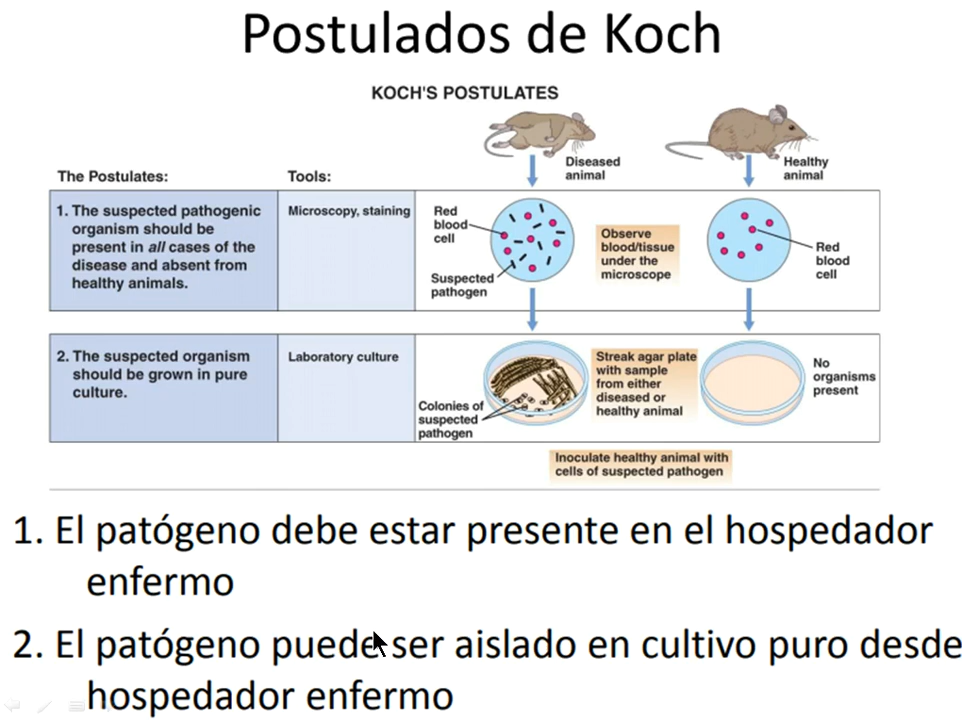 Postulados de Koch
KOCH'S POSTULATES
Diseased
animal
Healthy
animal
The Postulates:
Tools:
1. The suspected pathogenic
organism should be
present in all cases of the
disease and absent from
healthy animals.
Microscopy, staining
Red
blood
cell
Suspected
pathogen
Observe
blood/tissue
under the
microscope
Red
blood
cell
2. The suspected organism
should be grown in pure
culture.
Laboratory culture
Colonies of
suspected
pathogen
Streak agar plate
with sample
from either
diseased or
healthy animal
No
organisms
present
Inoculate healthy animal with
cells of suspected pathogen
1. El patógeno debe estar presente en el hospedador
enfermo
2. El patógeno puede ser aislado en cultivo puro desde
hospedador enfermo